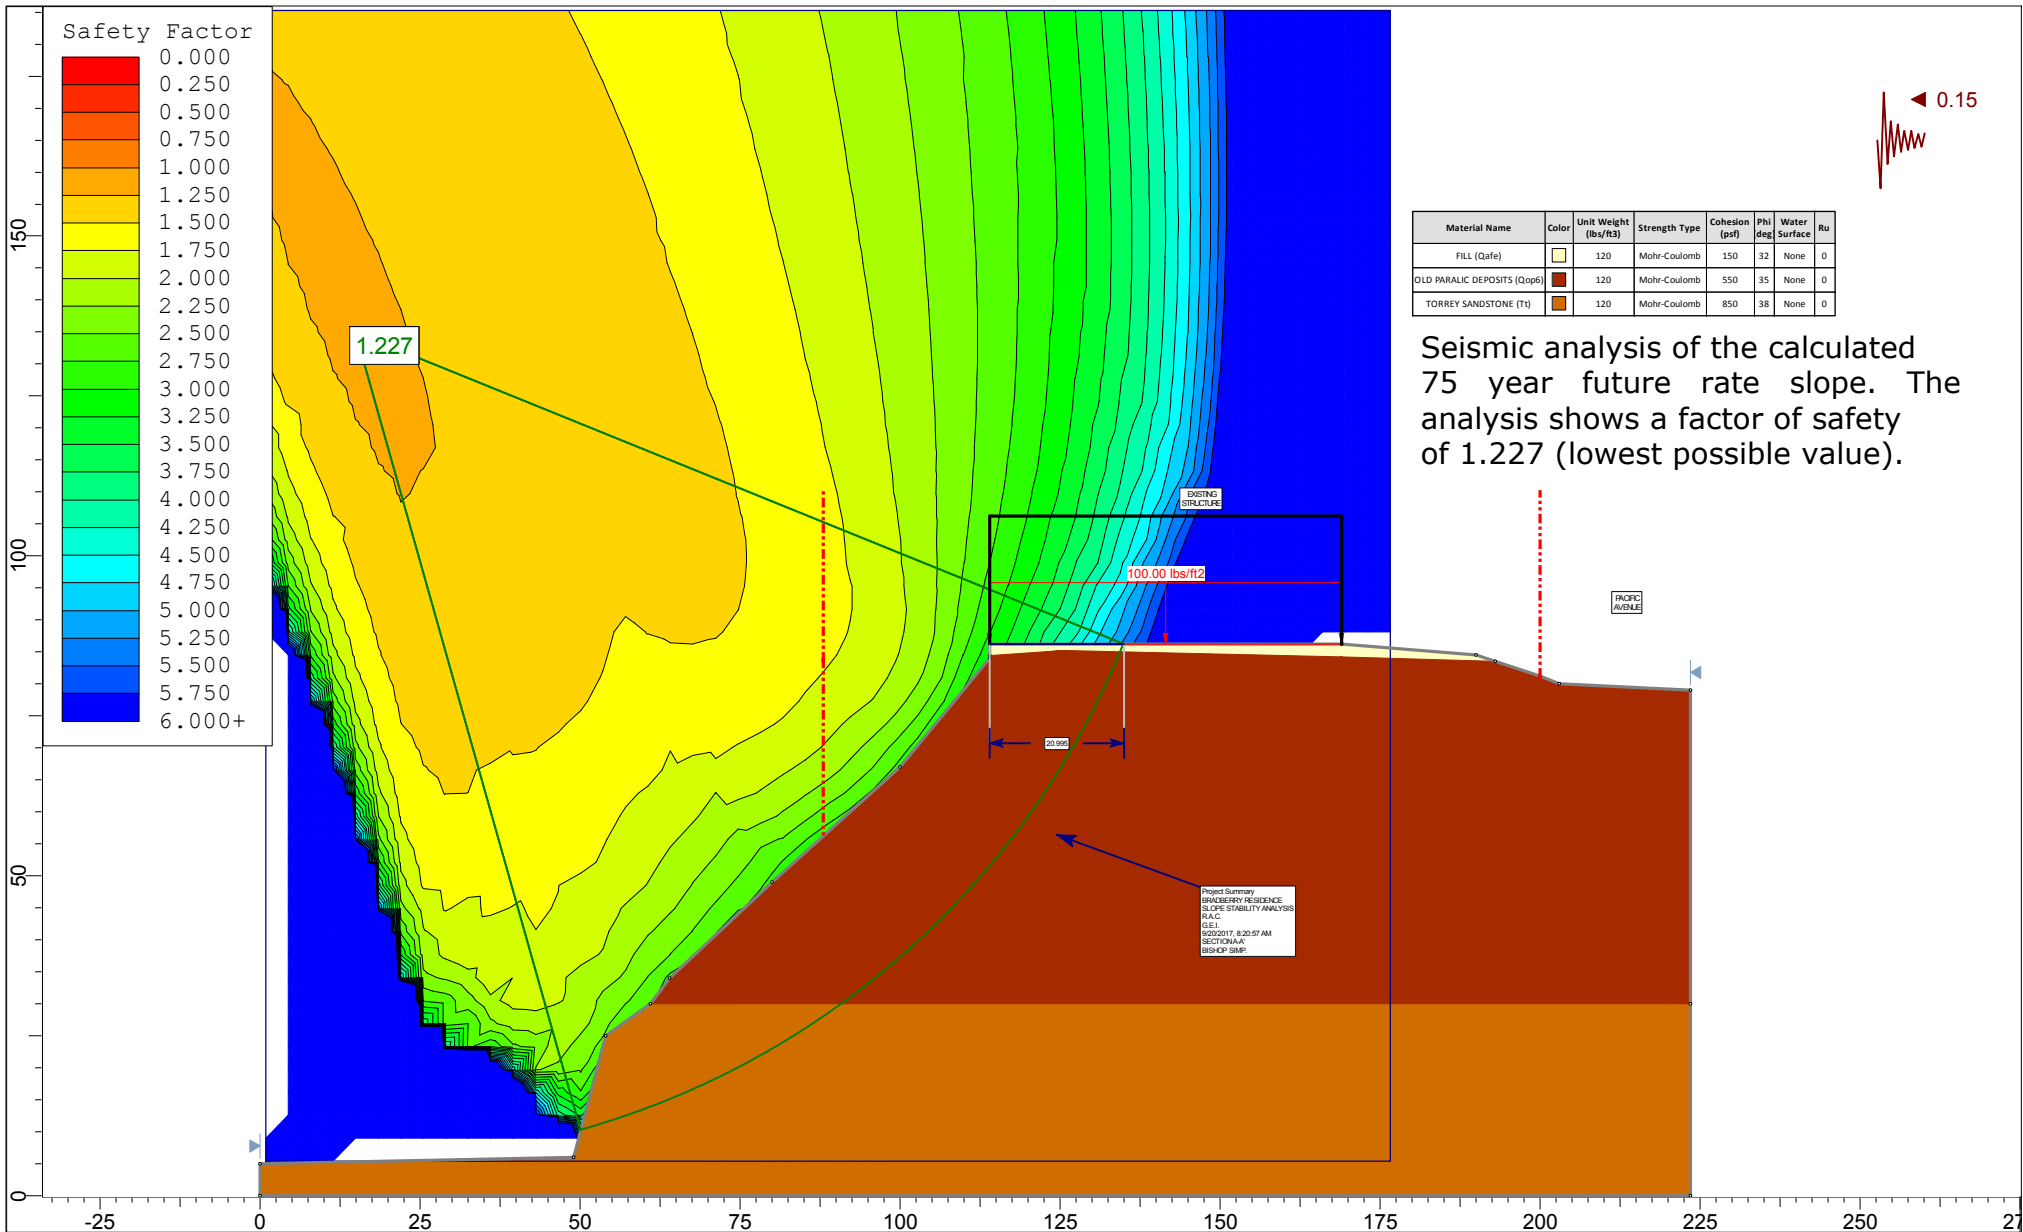 Safety Factor
0.000
0.250
0.500
0.750
1.000
1.250
1.500
1.750
2.000
2.250
2.500
2.750
3.000
3.250
3.500
3.750
4.000
4.250
4.500
4.750
5.000
5.250
5.500
5.750
6.000+
0.15
Material Name Color Unit Weight (lbs/ft3) Strength Type Cohesion (psf) Phi (deg) Water Surface Ru
FILL (Qafe) 120 Mohr-Coulomb 150 32 None 0
OLD PARALIC DEPOSITS (Qop6) 120 Mohr-Coulomb 550 35 None 0
TORREY SANDSTONE (Tt) 120 Mohr-Coulomb 850 38 None 0
Seismic analysis of the calculated
75 year future rate slope. The
analysis shows a factor of safety
of 1.227 (lowest possible value).
1.227
EXISTING
STRUCTURE
100.00 lbs/ft2
PACIFIC
AVENUE
20.995
Project Summary
BRADBERRY RESIDENCE
SLOPE STABILITY ANALYSIS
R.A.C.
G.E.I.
9/20/2017, 8:20:57 AM
SECTION A-A'
BISHOP SIMP.
150
100
50
0
-25 0 25 50 75 100 125 150 175 200 225 250 27